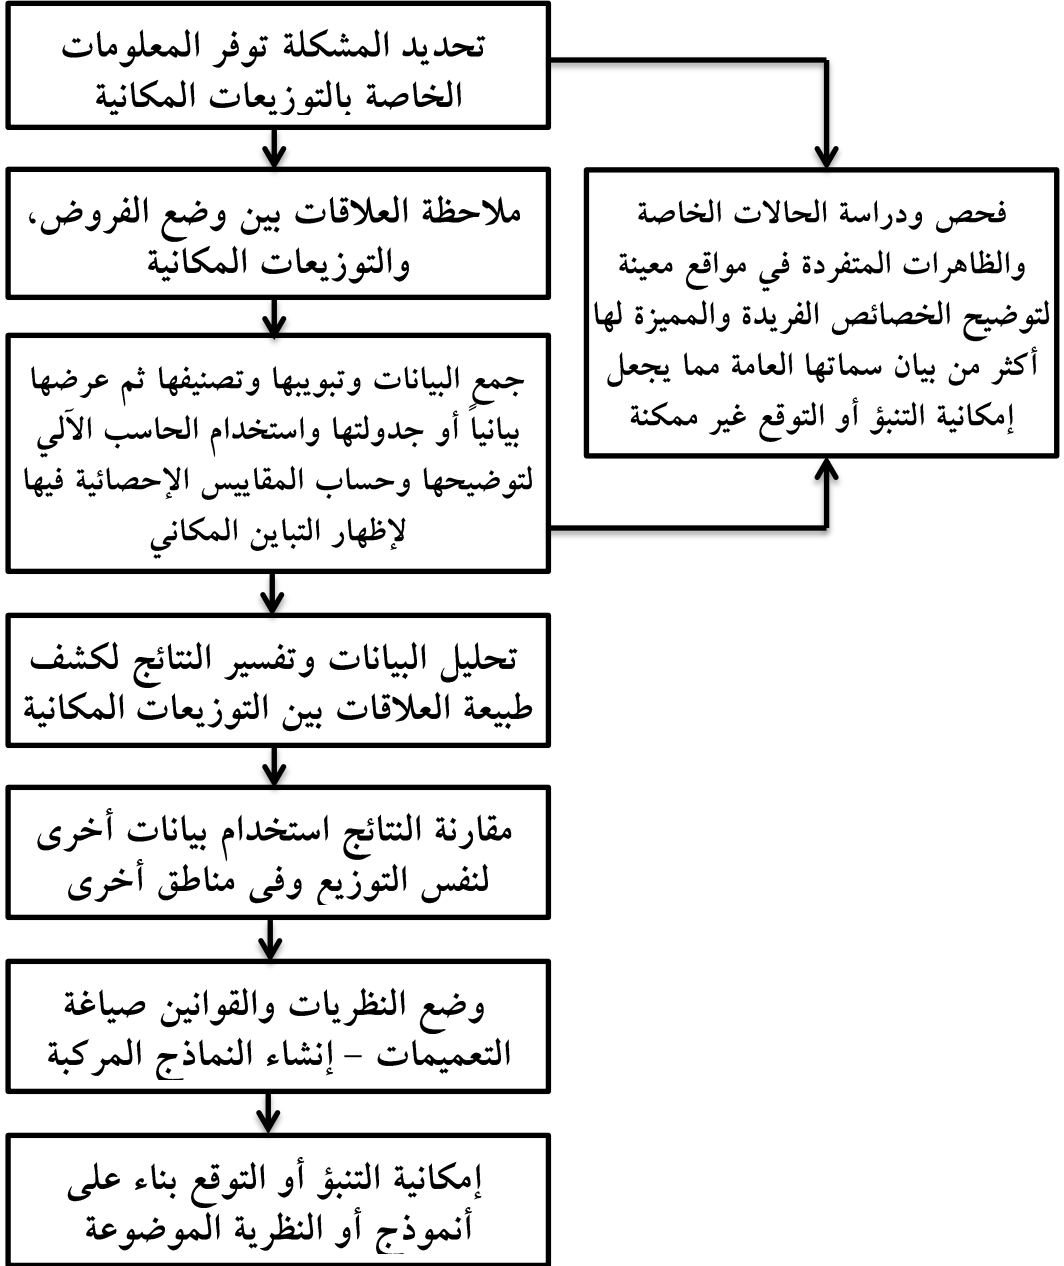 تحديد المشكلة توفر المعلومات
الخاصة بالتوزيعات المكانية
ملاحظة العلاقات بين وضع الفروض،
والتوزيعات المكانية
فحص ودراسة الحالات الخاصة
والظاهرات المتفردة في مواقع معينة
لتوضيح الخصائص الفريدة والمميزة لها
أكثر من بيان سماتها العامة مما يجعل
إمكانية التنبؤ أو التوقع غير ممكنة
جمع البيانات وتبويبها وتصنيفها ثم عرضها
بيانياً أو جدولتها واستخدام الحاسب الآلي
لتوضيحها وحساب المقاييس الإحصائية فيها
لإظهار التباين المكاني
تحليل البيانات وتفسير النتائج لكشف
طبيعة العلاقات بين التوزيعات المكانية
مقارنة النتائج استخدام بيانات أخرى
لنفس التوزيع وفى مناطق أخرى
وضع النظريات والقوانين صياغة
التعميمات – إنشاء النماذج المركبة
إمكانية التنبؤ أو التوقع بناء على
أنموذج أو النظرية الموضوعة